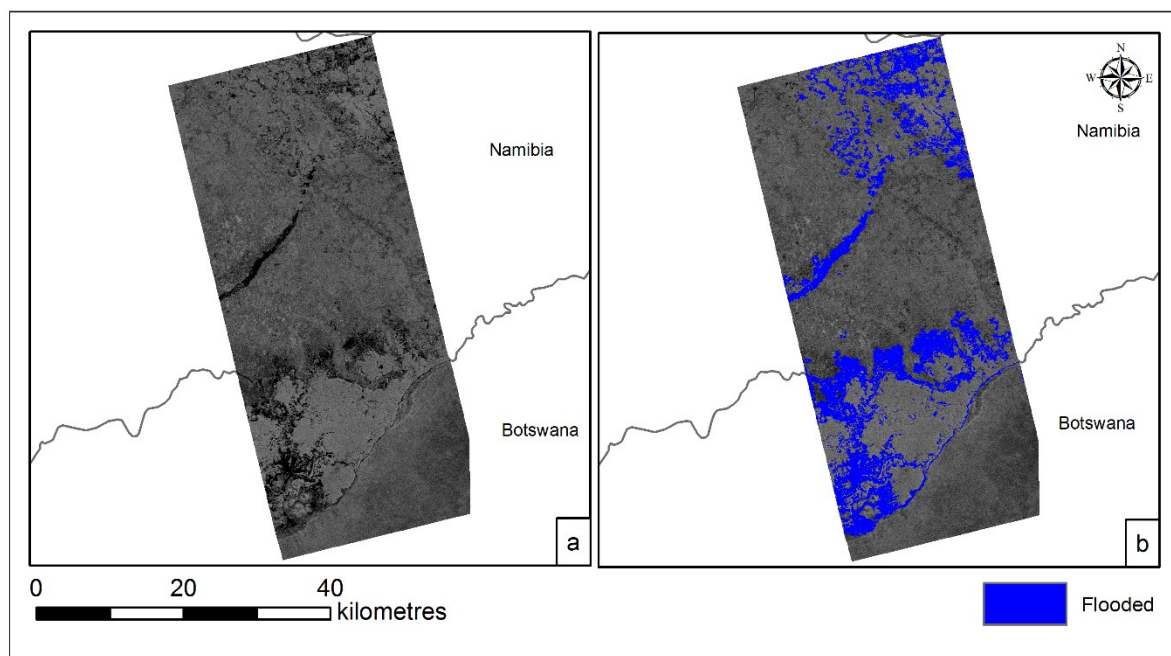 Namibia
Botswana
a
N
W E
S
Namibia
Botswana
b
0 20 40
kilometres
Flooded